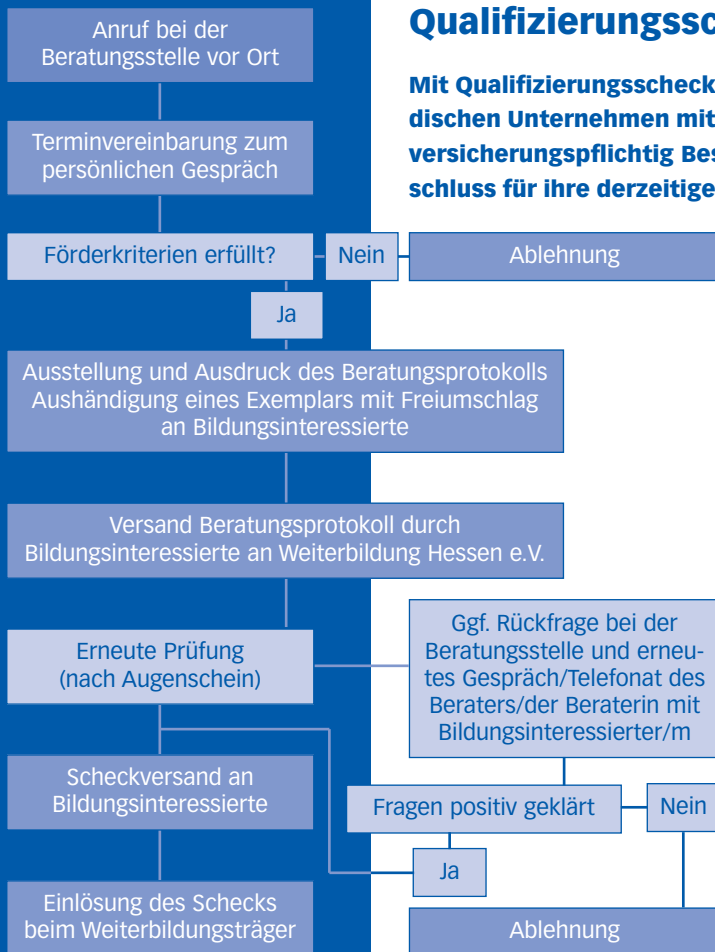 Anruf bei der
Beratungsstelle vor Ort
Terminvereinbarung zum
persönlichen Gespräch
Förderkriterien erfüllt?
Nein
Ablehnung
Ja
Ausstellung und Ausdruck des Beratungsprotokolls
Aushändigung eines Exemplars mit Freiumschlag
an Bildungsinteressierte
Versand Beratungsprotokoll durch
Bildungsinteressierte an Weiterbildung Hessen e.V.
Erneute Prüfung
(nach Augenschein)
Ggf. Rückfrage bei der
Beratungsstelle und erneu-
tes Gespräch/Telefonat des
Beraters/der Beraterin mit
Bildungsinteressierter/m
Scheckversand an
Bildungsinteressierte
Fragen positiv geklärt
Nein
Ja
Einlösung des Schecks
beim Weiterbildungsträger
Ablehnung
Qualifizierungssc
Mit Qualifizierungsscheck
dischen Unternehmen mit
versicherungspflichtig Bes
schluss für ihre derzeitige